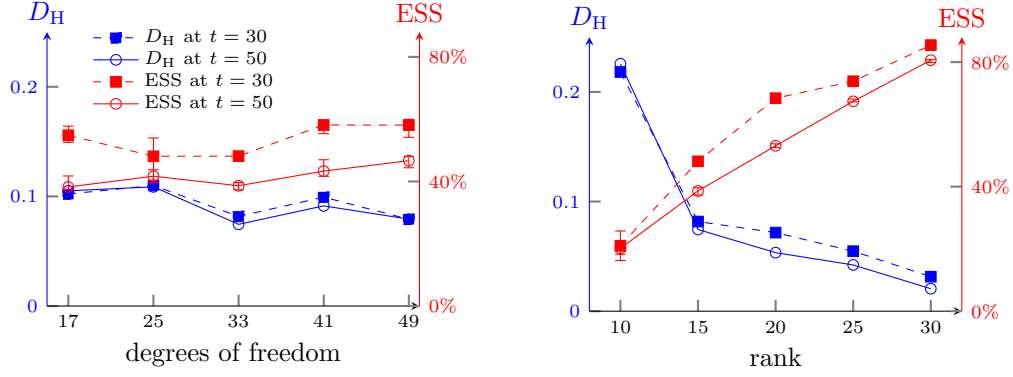 D_H
ESS
D_H at t = 30
D_H at t = 50
ESS at t = 30
ESS at t = 50
0.2
0.1
0
80%
40%
0%
17 25 33 41 49
degrees of freedom
D_H
ESS
0.2
0.1
0
80%
40%
0%
10 15 20 25 30
rank